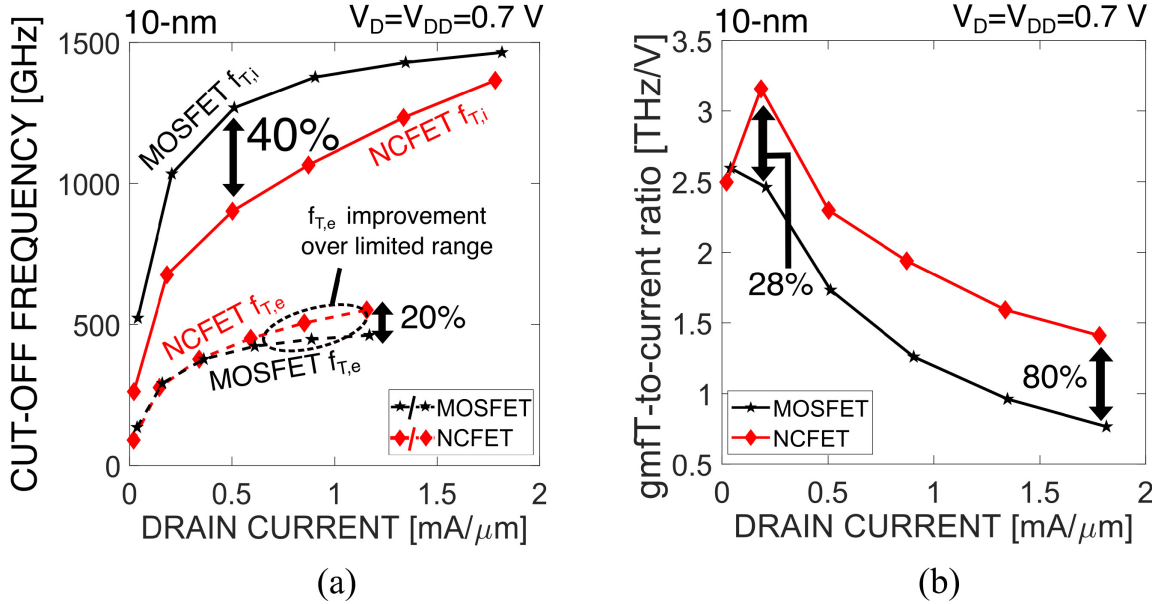 10-nm
V_D=V_DD=0.7 V
CUT-OFF FREQUENCY [GHz]
1500
1000
500
0
MOSFET f_T,i
40%
NCFET f_T,i
f_T,e improvement
over limited range
NCFET f_T,e
20%
MOSFET f_T,e
MOSFET
NCFET
0
0.5
1
1.5
2
DRAIN CURRENT [mA/μm]
(a)
10-nm
V_D=V_DD=0.7 V
gmfT-to-current ratio [THz/V]
3.5
3
2.5
2
1.5
1
0.5
28%
80%
MOSFET
NCFET
0
0.5
1
1.5
2
DRAIN CURRENT [mA/μm]
(b)